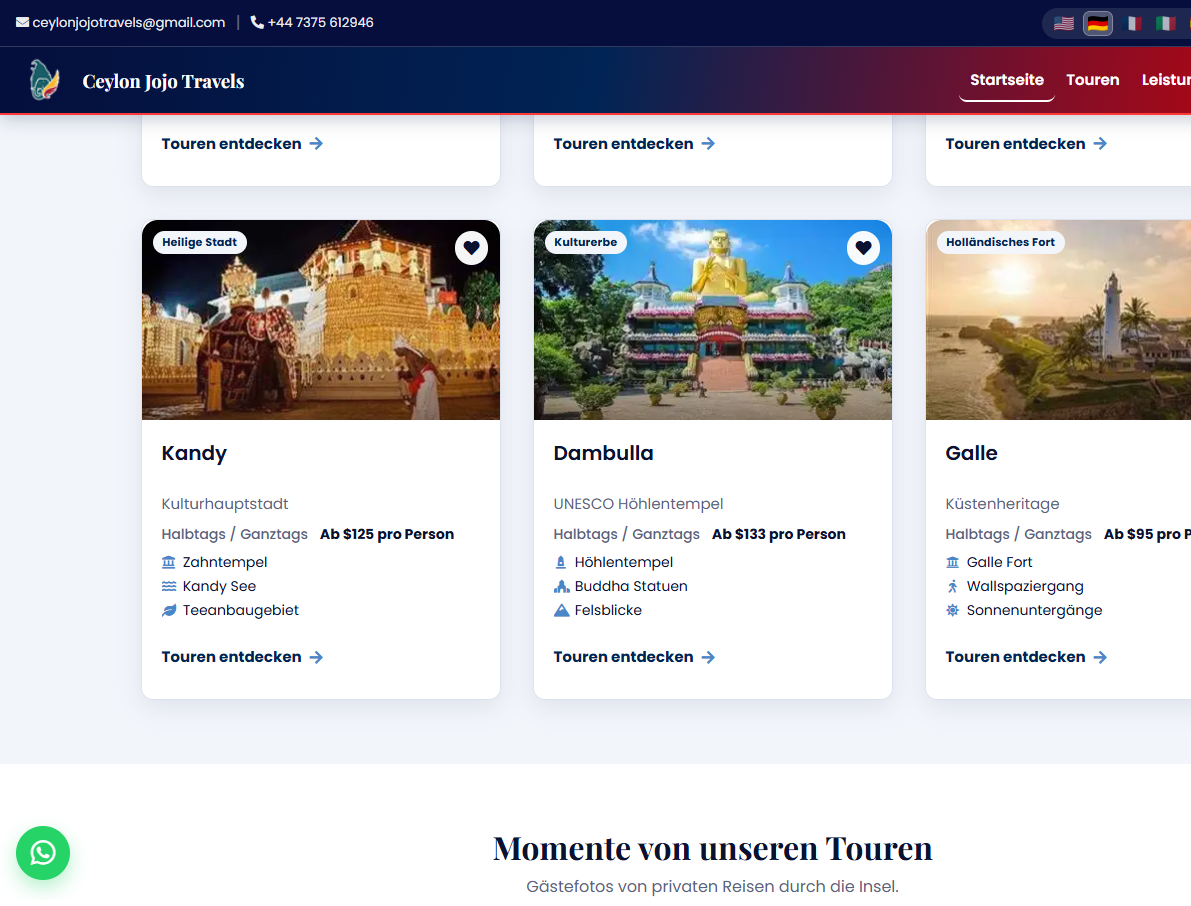 ceylonjojotravels@gmail.com | +44 7375 612946
Ceylon Jojo Travels
Startseite Touren Leistur
Touren entdecken → Touren entdecken → Touren entdecken →
Heilige Stadt Kulturerbe Holländisches Fort
Kandy Dambulla Galle
Kulturhauptstadt UNESCO Höhlentempel Küstenheritage
Halbtags / Ganztags Ab $125 pro Person Halbtags / Ganztags Ab $133 pro Person Halbtags / Ganztags Ab $95 pro P
Zahntempel Höhlentempel Galle Fort
Kandy See Buddha Statuen Wallspaziergang
Teeanbaugebiet Felsblicke Sonnenuntergänge
Touren entdecken → Touren entdecken → Touren entdecken →
Momente von unseren Touren
Gästefotos von privaten Reisen durch die Insel.